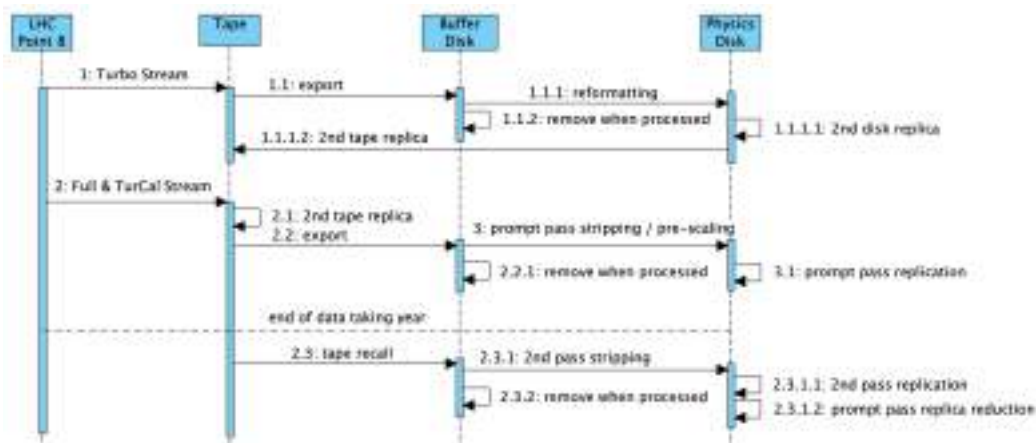 LHC
Point 8
Tape
Buffer
Disk
Physics
Disk
1: Turbo Stream
1.1: export
1.1.1: reformatting
1.1.2: remove when processed
1.1.1.1: 2nd disk replica
1.1.1.2: 2nd tape replica
2: Full & TurCal Stream
2.1: 2nd tape replica
2.2: export
3: prompt pass stripping / pre-scaling
2.2.1: remove when processed
3.1: prompt pass replication
end of data taking year
2.3: tape recall
2.3.1: 2nd pass stripping
2.3.1.1: 2nd pass replication
2.3.2: remove when processed
2.3.1.2: prompt pass replica reduction